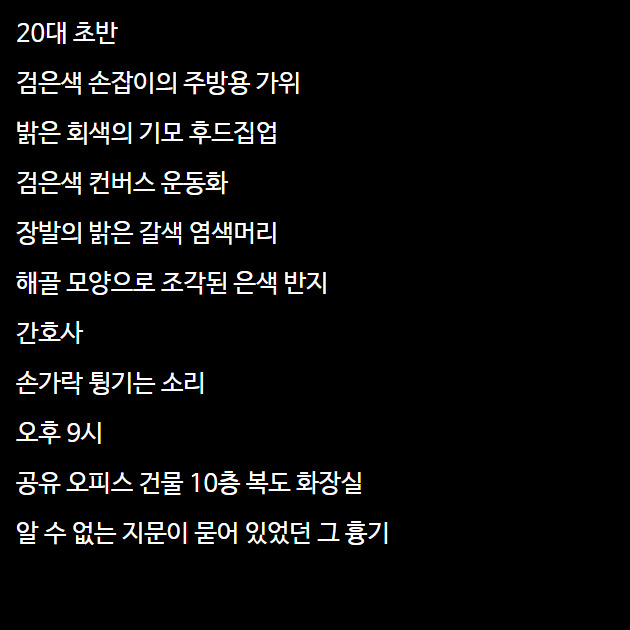 20대 초반
검은색 손잡이의 주방용 가위
밝은 회색의 기모 후드집업
검은색 컨버스 운동화
장발의 밝은 갈색 염색머리
해골 모양으로 조각된 은색 반지
간호사
손가락 튕기는 소리
오후 9시
공유 오피스 건물 10층 복도 화장실
알 수 없는 지문이 묻어 있었던 그 흉기